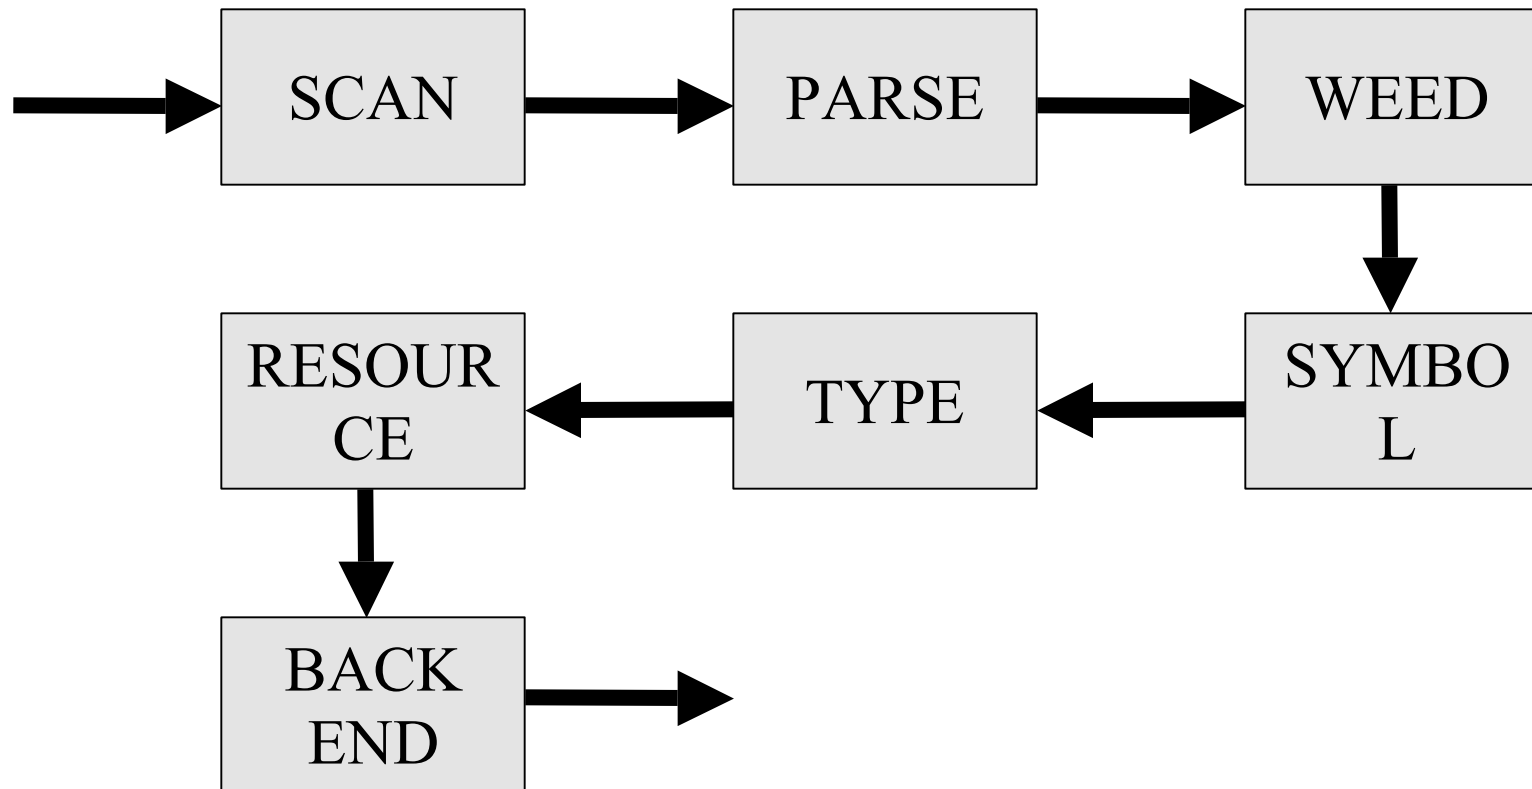 SCAN
PARSE
WEED
RESOUR
CE
TYPE
SYMBO
L
BACK
END